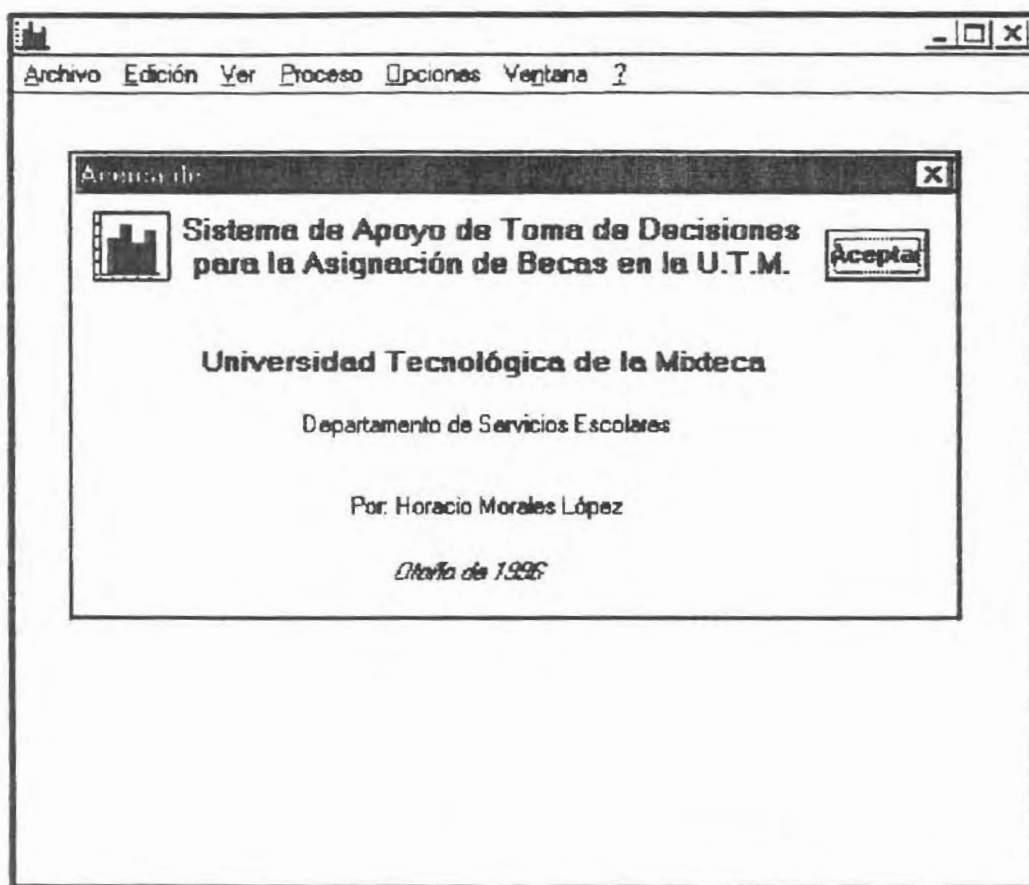 Archivo Edición Ver Proceso Opciones Ventana ?
Acerca de
Sistema de Apoyo de Toma de Decisiones
para la Asignación de Becas en la U.T.M.
Aceptar
Universidad Tecnológica de la Mixteca
Departamento de Servicios Escolares
Por: Horacio Morales López
Otoño de 1996